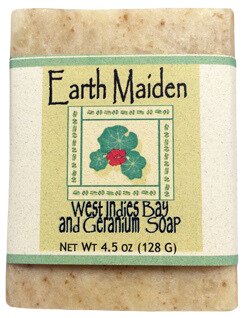 Earth Maiden
West Indies Bay
and Geranium Soap
Net Wt 4.5 oz (128 g)